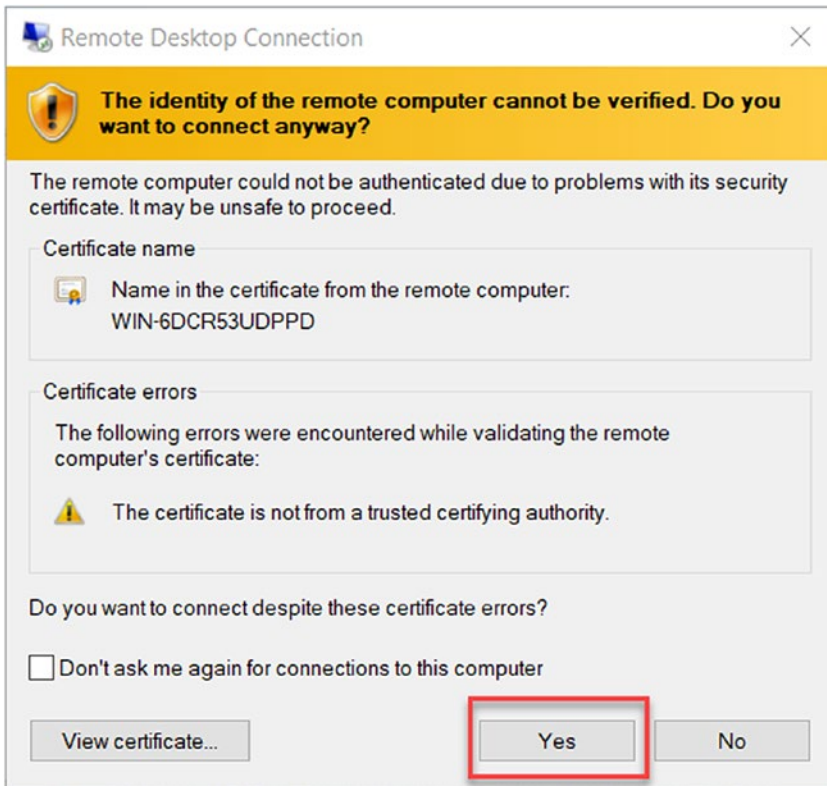 Remote Desktop Connection
The identity of the remote computer cannot be verified. Do you
want to connect anyway?
The remote computer could not be authenticated due to problems with its security
certificate. It may be unsafe to proceed.
Certificate name
Name in the certificate from the remote computer:
WIN-6DCR53UDPPD
Certificate errors
The following errors were encountered while validating the remote
computer's certificate:
The certificate is not from a trusted certifying authority.
Do you want to connect despite these certificate errors?
Don't ask me again for connections to this computer
View certificate...
Yes
No